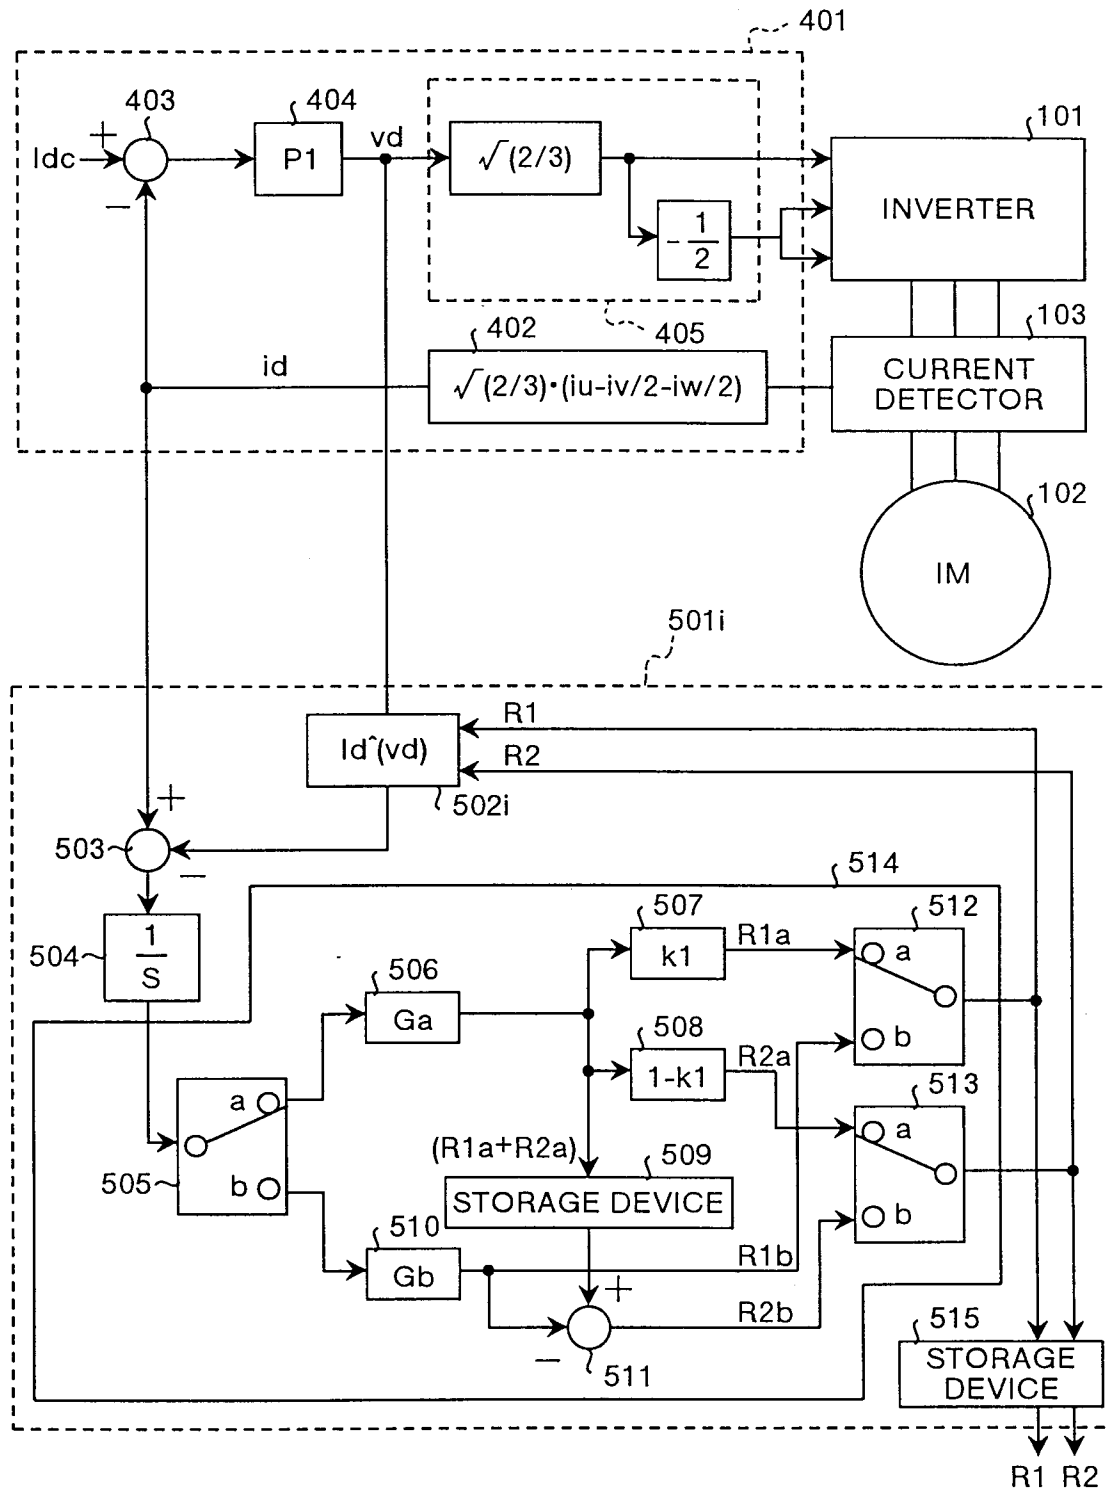 401
403
404
101
Idc
+
−
P1
vd
√(2/3)
- 1/2
INVERTER
405
402
103
id
√(2/3)·(iu-iv/2-iw/2)
CURRENT
DETECTOR
102
IM
501i
R1
R2
Id^(vd)
502i
+
503
−
514
507
512
504
1
S
k1
R1a
a
506
Ga
508
b
1-k1
R2a
513
a
a
505
(R1a+R2a)
509
b
STORAGE DEVICE
b
510
Gb
R1b
+
R2b
−
511
515
STORAGE
DEVICE
R1 R2